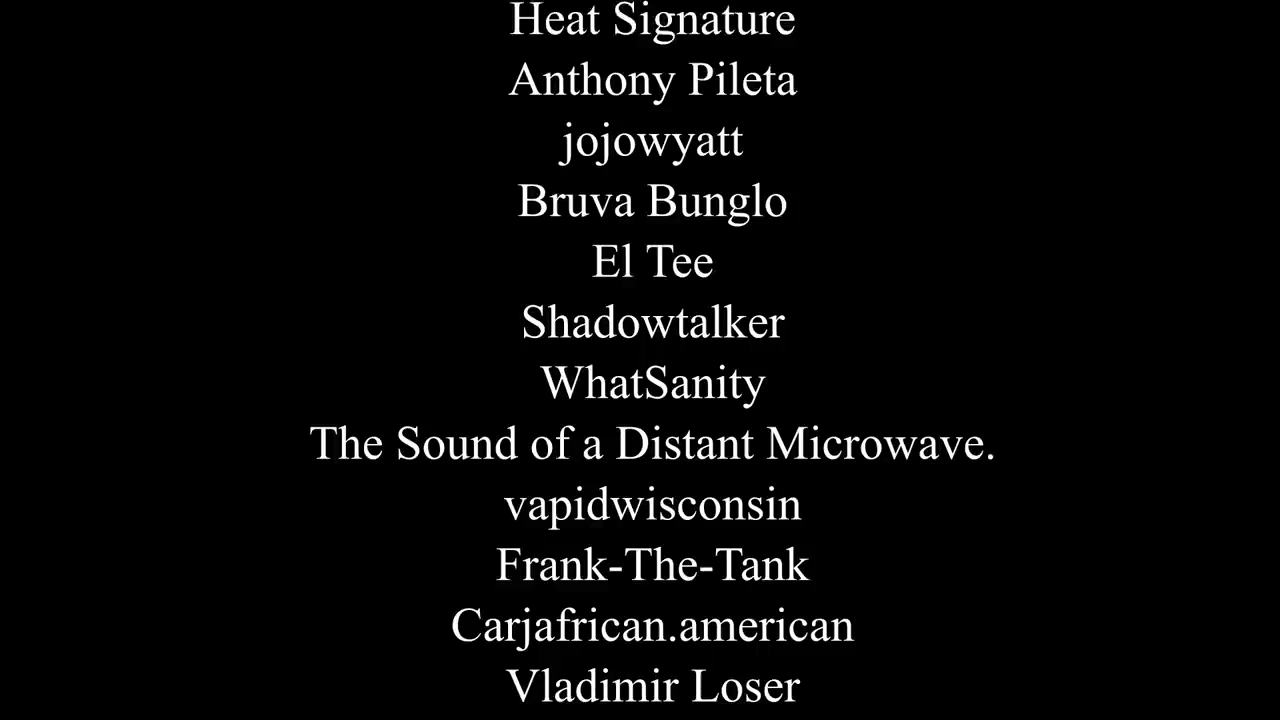 Heat Signature
Anthony Pileta
jojowyatt
Bruva Bunglo
El Tee
Shadowtalker
WhatSanity
The Sound of a Distant Microwave.
vapidwisconsin
Frank-The-Tank
Carjafrican.american
Vladimir Loser